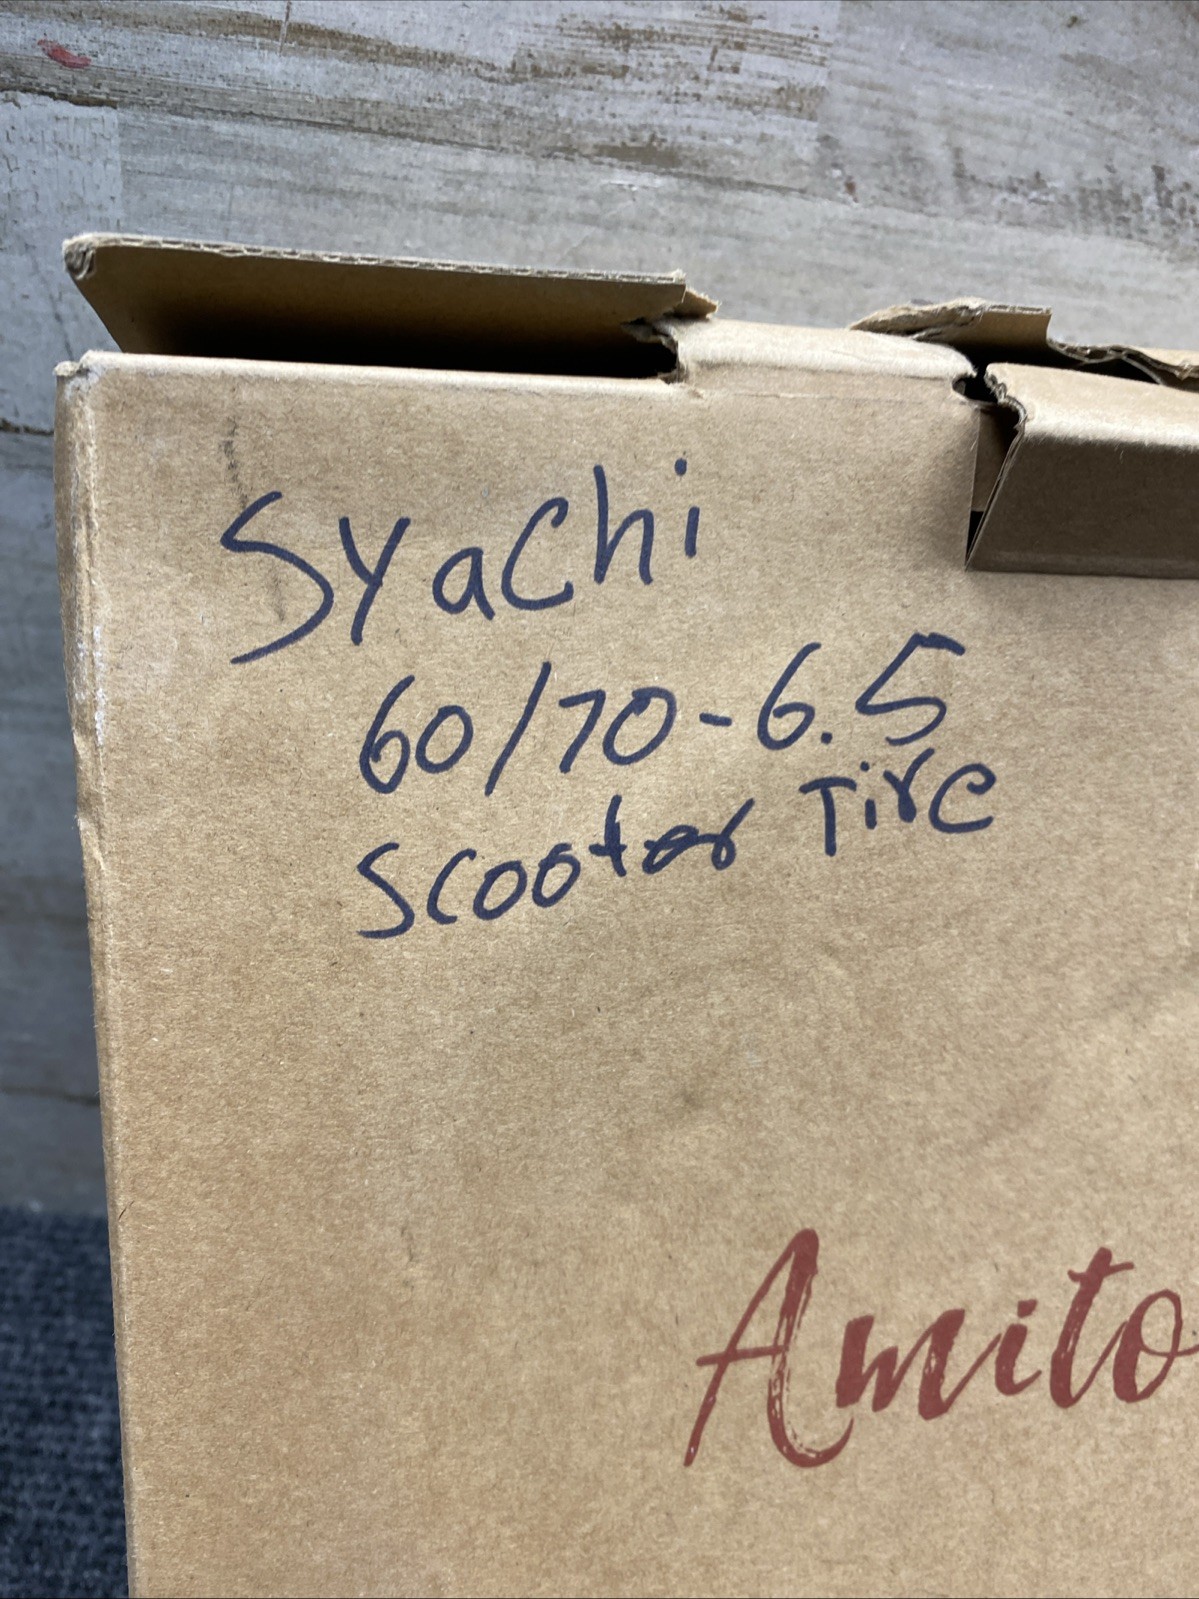 SyaChi
60/70-6.5
Scooter Tire
Amito